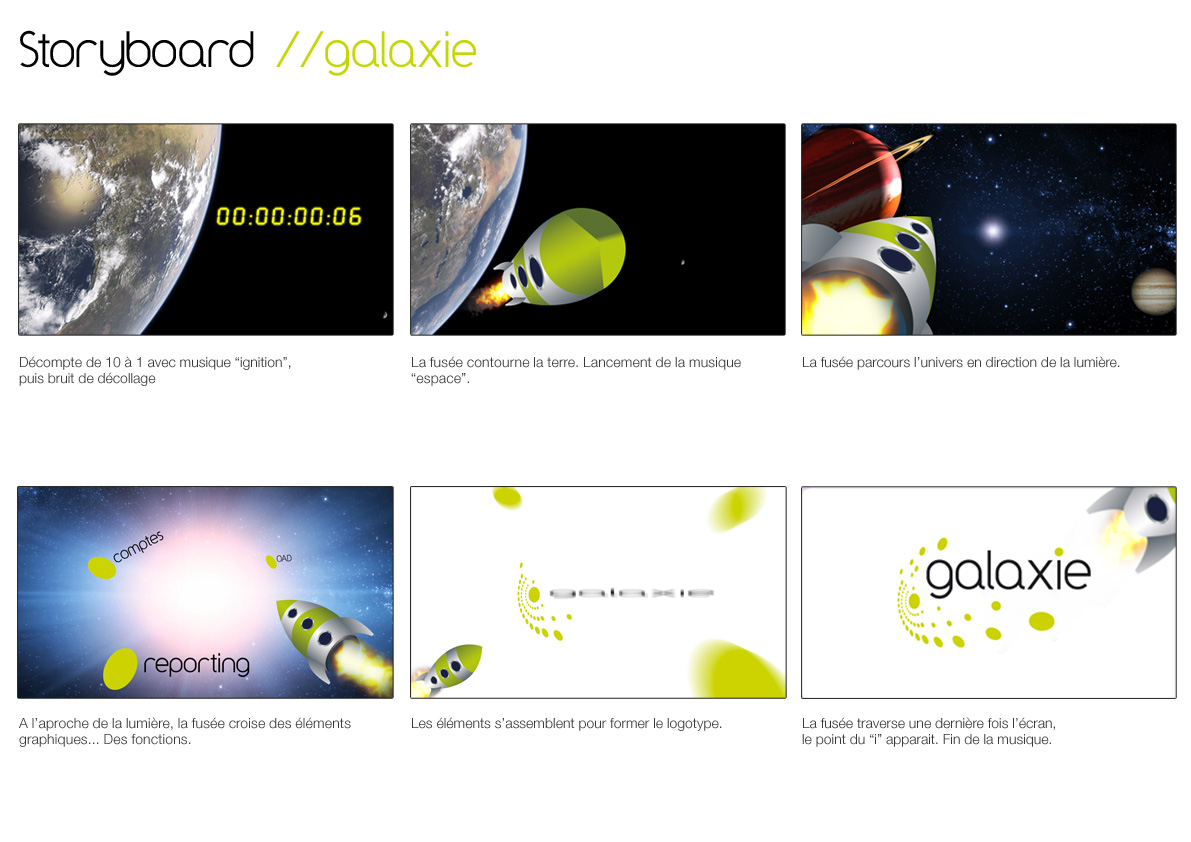 Storyboard //galaxie
00:00:00:06
Décompte de 10 à 1 avec musique “ignition”,
puis bruit de décollage
La fusée contourne la terre. Lancement de la musique
“espace”.
La fusée parcours l’univers en direction de la lumière.
comptes
OAD
reporting
A l’aproche de la lumière, la fusée croise des éléments
graphiques... Des fonctions.
Les éléments s’assemblent pour former le logotype.
galaxie
La fusée traverse une dernière fois l’écran,
le point du “i” apparait. Fin de la musique.